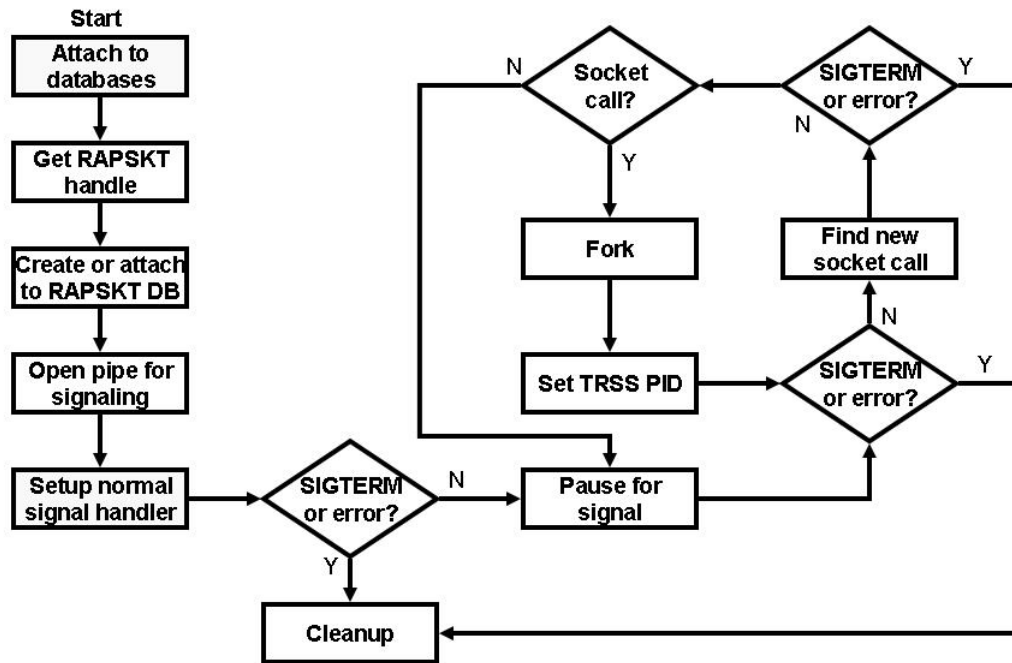 Start
Attach to
databases
Get RAPSKT
handle
Create or attach
to RAPSKT DB
Open pipe for
signaling
Setup normal
signal handler
SIGTERM
or error?
N
Y
Cleanup
Pause for
signal
N
Socket
call?
Y
Fork
Set TRSS PID
SIGTERM
or error?
Y
N
Find new
socket call
SIGTERM
or error?
Y
N